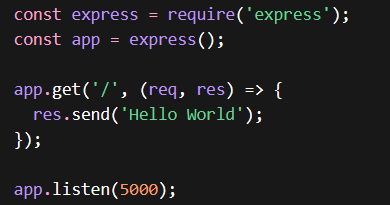 const express = require('express');
const app = express();

app.get('/', (req, res) => {
  res.send('Hello World');
});

app.listen(5000);